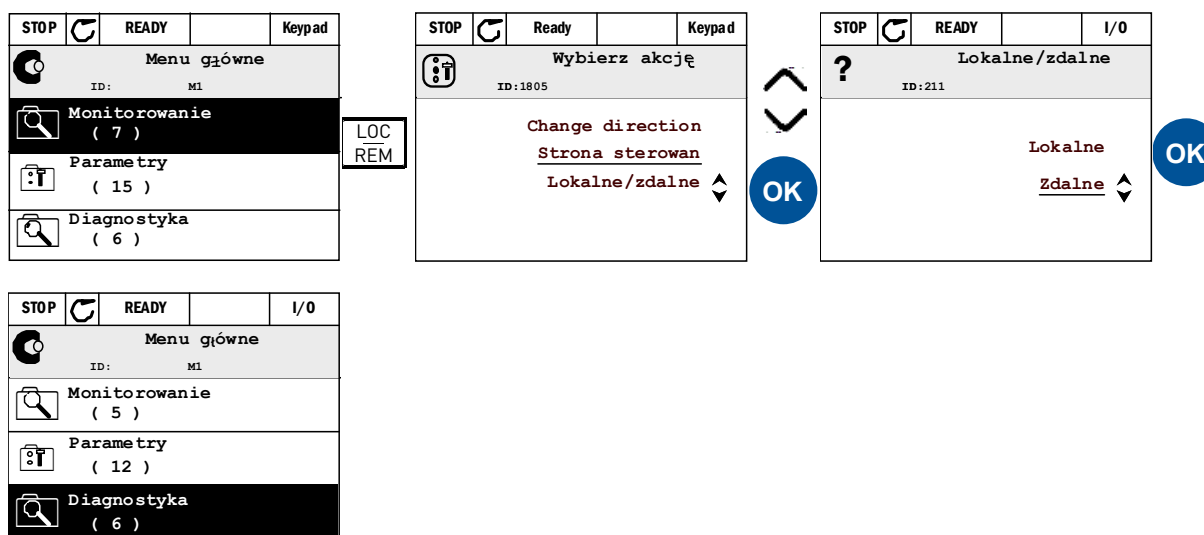 STOP READY Keypad
Menu główne
ID: M1
Monitorowanie
( 7 )
Parametry
( 15 )
Diagnostyka
( 6 )
LOC
REM
STOP Ready Keypad
Wybierz akcję
ID:1805
Change direction
Strona sterowan
Lokalne/zdalne
OK
STOP READY I/0
? Lokalne/zdalne
ID:211
Lokalne
Zdalne
OK
STOP READY I/0
Menu główne
ID: M1
Monitorowanie
( 5 )
Parametry
( 12 )
Diagnostyka
( 6 )